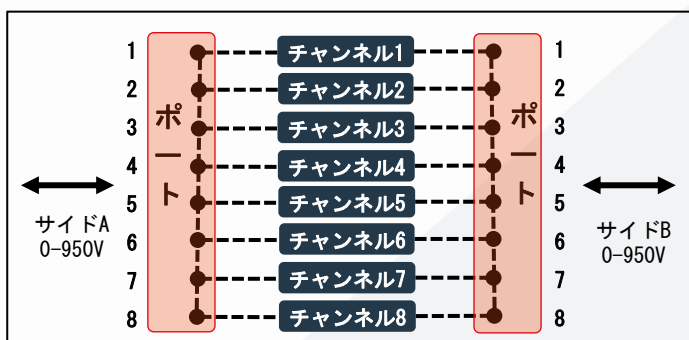 1 チャンネル1 1
2 チャンネル2 2
3 チャンネル3 3
4 チャンネル4 4
5 チャンネル5 5
6 チャンネル6 6
7 チャンネル7 7
8 チャンネル8 8
ポート
ポート
サイドA
0-950V
サイドB
0-950V